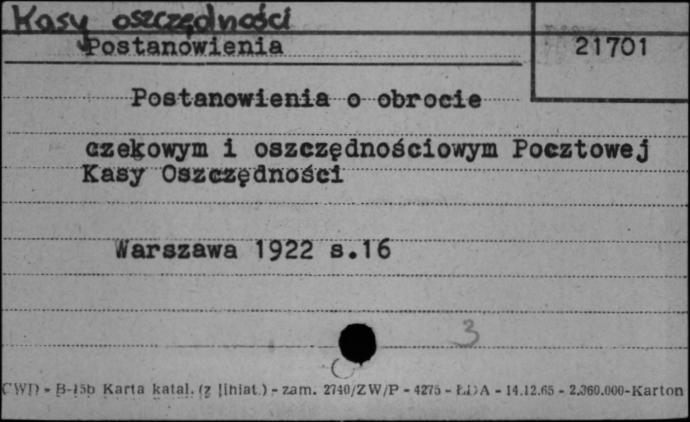 Kasy oszczędności
Postanowienia 21701
Postanowienia o obrocie
czekowym i oszczędnościowym Pocztowej
Kasy Oszczędności
Warszawa 1922 s.16
3
CWD - B-15b Karta katal. (z liniat.) - zam. 2740/ZW/P - 4275 - ŁDA - 14.12.65 - 2.360.000-Karton